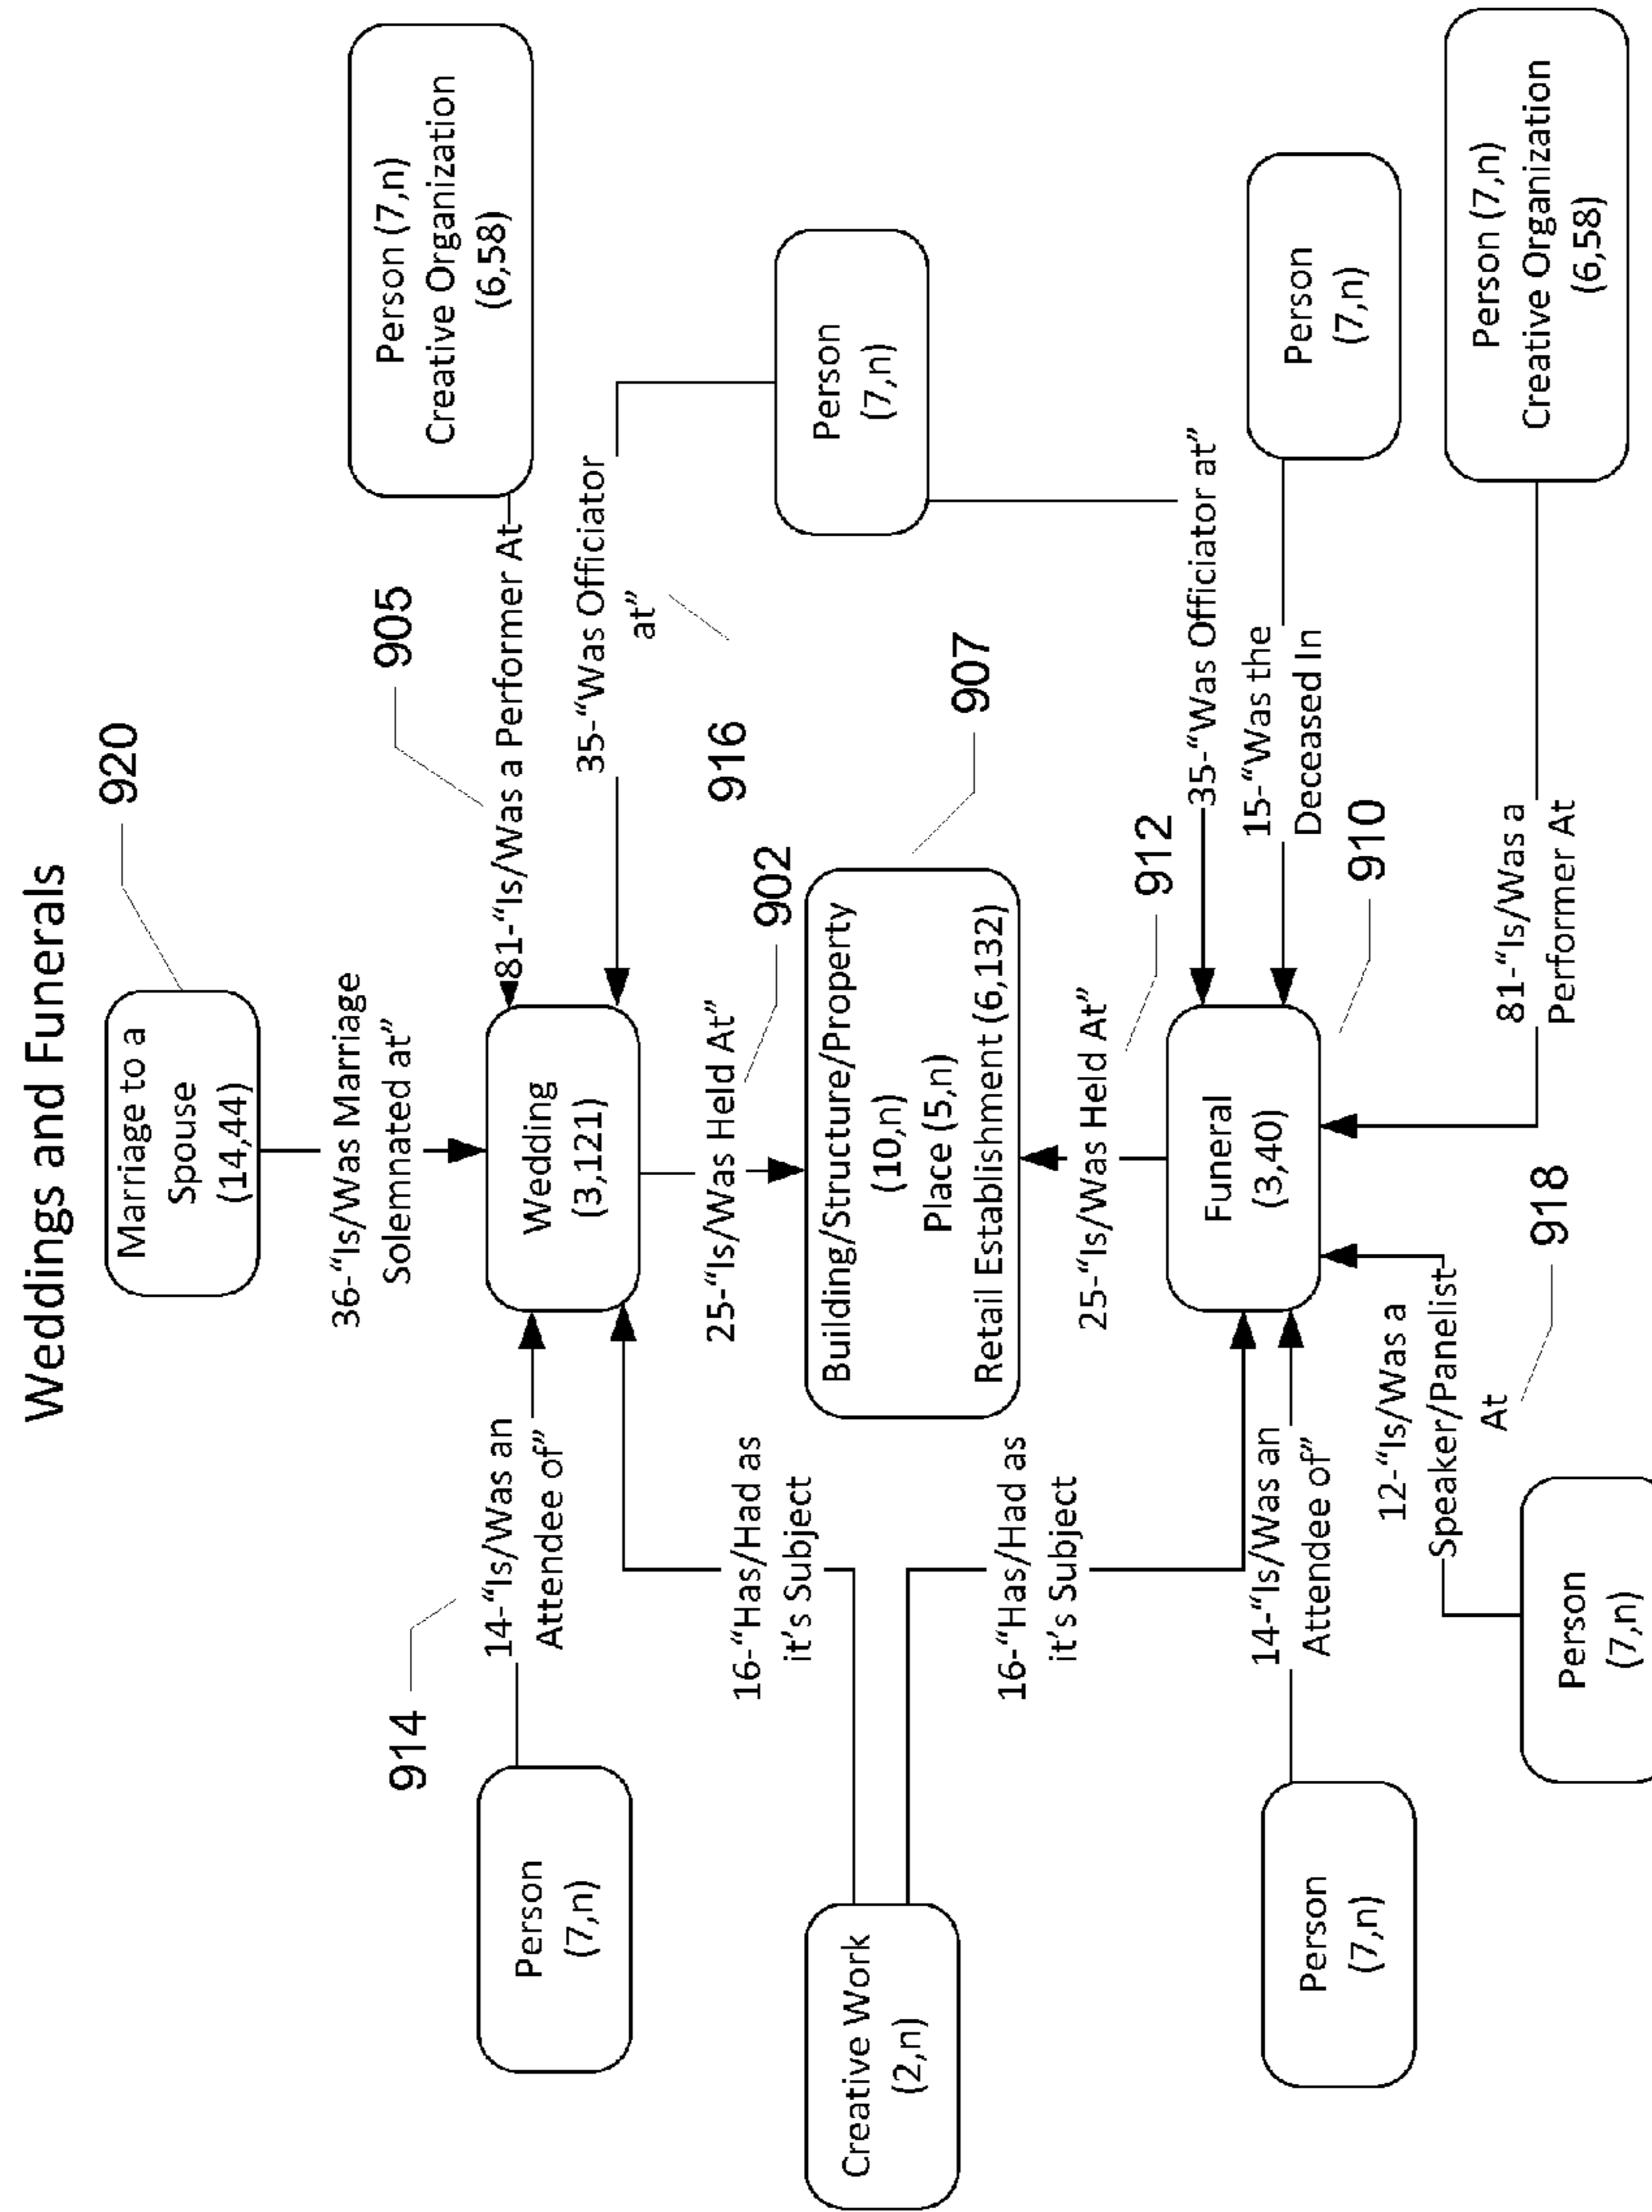 Weddings and Funerals
920
Marriage to a
Spouse
(14,44)
36-“Is/Was Marriage
Solemnated at”
914
14-“Is/Was an
Attendee of”
Person
(7,n)
Wedding
(3,121)
905
81-“Is/Was a Performer At
Person (7,n)
Creative Organization
(6,58)
35-“Was Officiator
at”
916
Person
(7,n)
16-“Has/Had as
it’s Subject
25-“Is/Was Held At”
902
Creative Work
(2,n)
Building/Structure/Property
(10,n)
Place (5,n)
Retail Establishment (6,132)
907
16-“Has/Had as
it’s Subject
25-“Is/Was Held At”
912
35-“Was Officiator at”
Person
(7,n)
14-“Is/Was an
Attendee of”
Funeral
(3,40)
15-“Was the
Deceased In
Person
(7,n)
910
12-“Is/Was a
Speaker/Panelist
At
918
Person
(7,n)
81-“Is/Was a
Performer At
Person (7,n)
Creative Organization
(6,58)